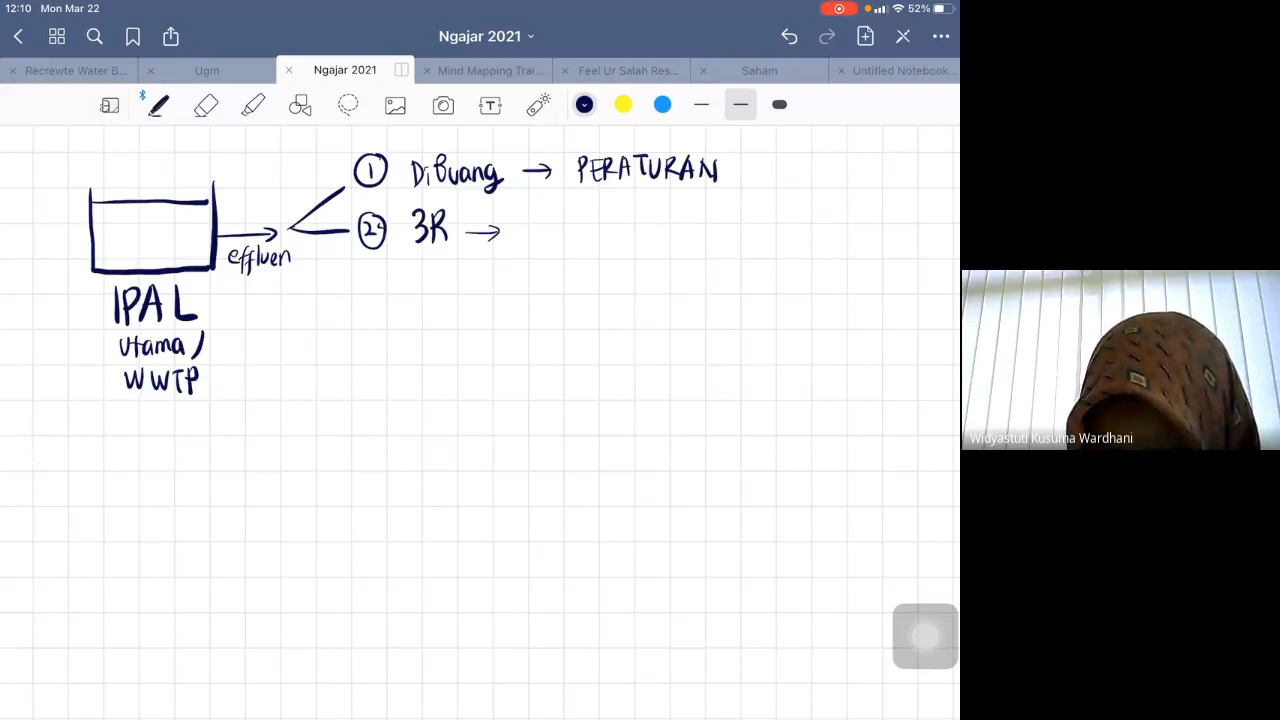 12:10 Mon Mar 22
52%
Ngajar 2021
Recrewte Water B...
Ugm
Ngajar 2021
Mind Mapping Trai...
Feel Ur Salah Res...
Saham
Untitled Notebook...
T
1 DiBuang → PERATURAN
2 3R →
effluen
IPAL
Utama/
WWTP
Widyastuti Kusuma Wardhani